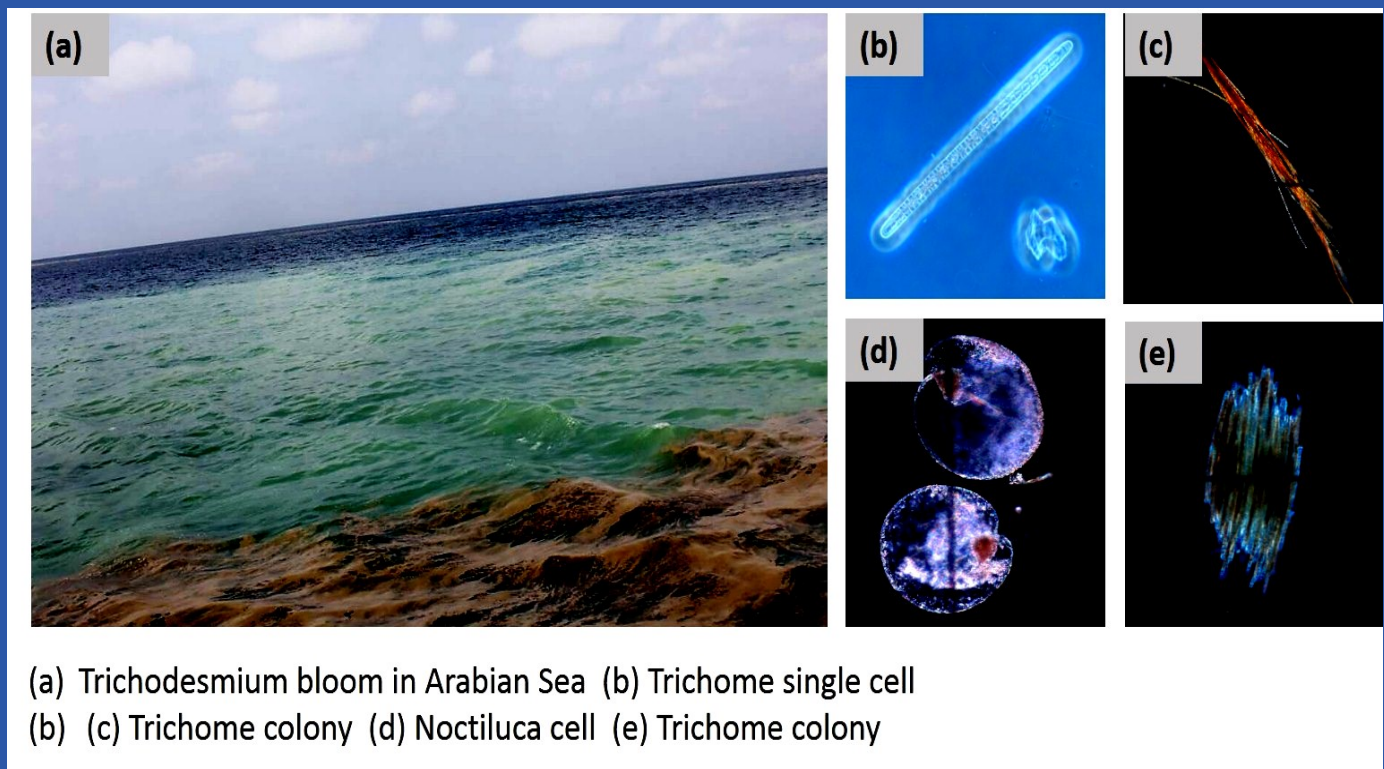 (a)
(b)
(c)
(d)
(e)
(a) Trichodesmium bloom in Arabian Sea (b) Trichome single cell
(b) (c) Trichome colony (d) Noctiluca cell (e) Trichome colony